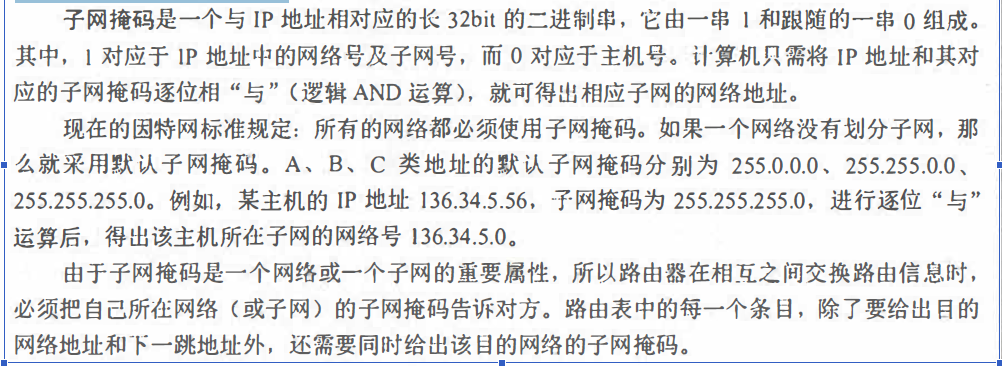 子网掩码是一个与 IP 地址相对应的长 32bit 的二进制串，它由一串 1 和跟随的一串 0 组成。
其中，1 对应于 IP 地址中的网络号及子网号，而 0 对应于主机号。计算机只需将 IP 地址和其对
应的子网掩码逐位相“与”（逻辑 AND 运算），就可得出相应子网的网络地址。
现在的因特网标准规定：所有的网络都必须使用子网掩码。如果一个网络没有划分子网，那
么就采用默认子网掩码。A、B、C 类地址的默认子网掩码分别为 255.0.0.0、255.255.0.0、
255.255.255.0。例如，某主机的 IP 地址 136.34.5.56，子网掩码为 255.255.255.0，进行逐位“与”
运算后，得出该主机所在子网的网络号 136.34.5.0。
由于子网掩码是一个网络或一个子网的重要属性，所以路由器在相互之间交换路由信息时，
必须把自己所在网络（或子网）的子网掩码告诉对方。路由表中的每一个条目，除了要给出目的
网络地址和下一跳地址外，还需要同时给出该目的网络的子网掩码。